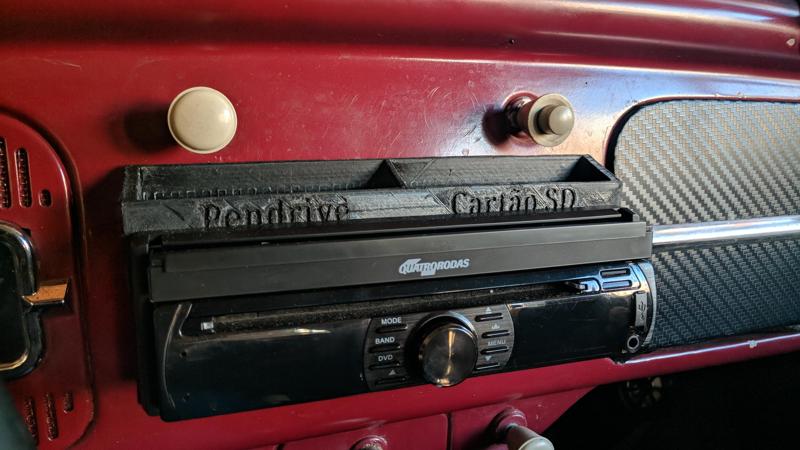 Pendrive Cartão SD
QUATRORODAS
MODE
BAND
DVD
MENU